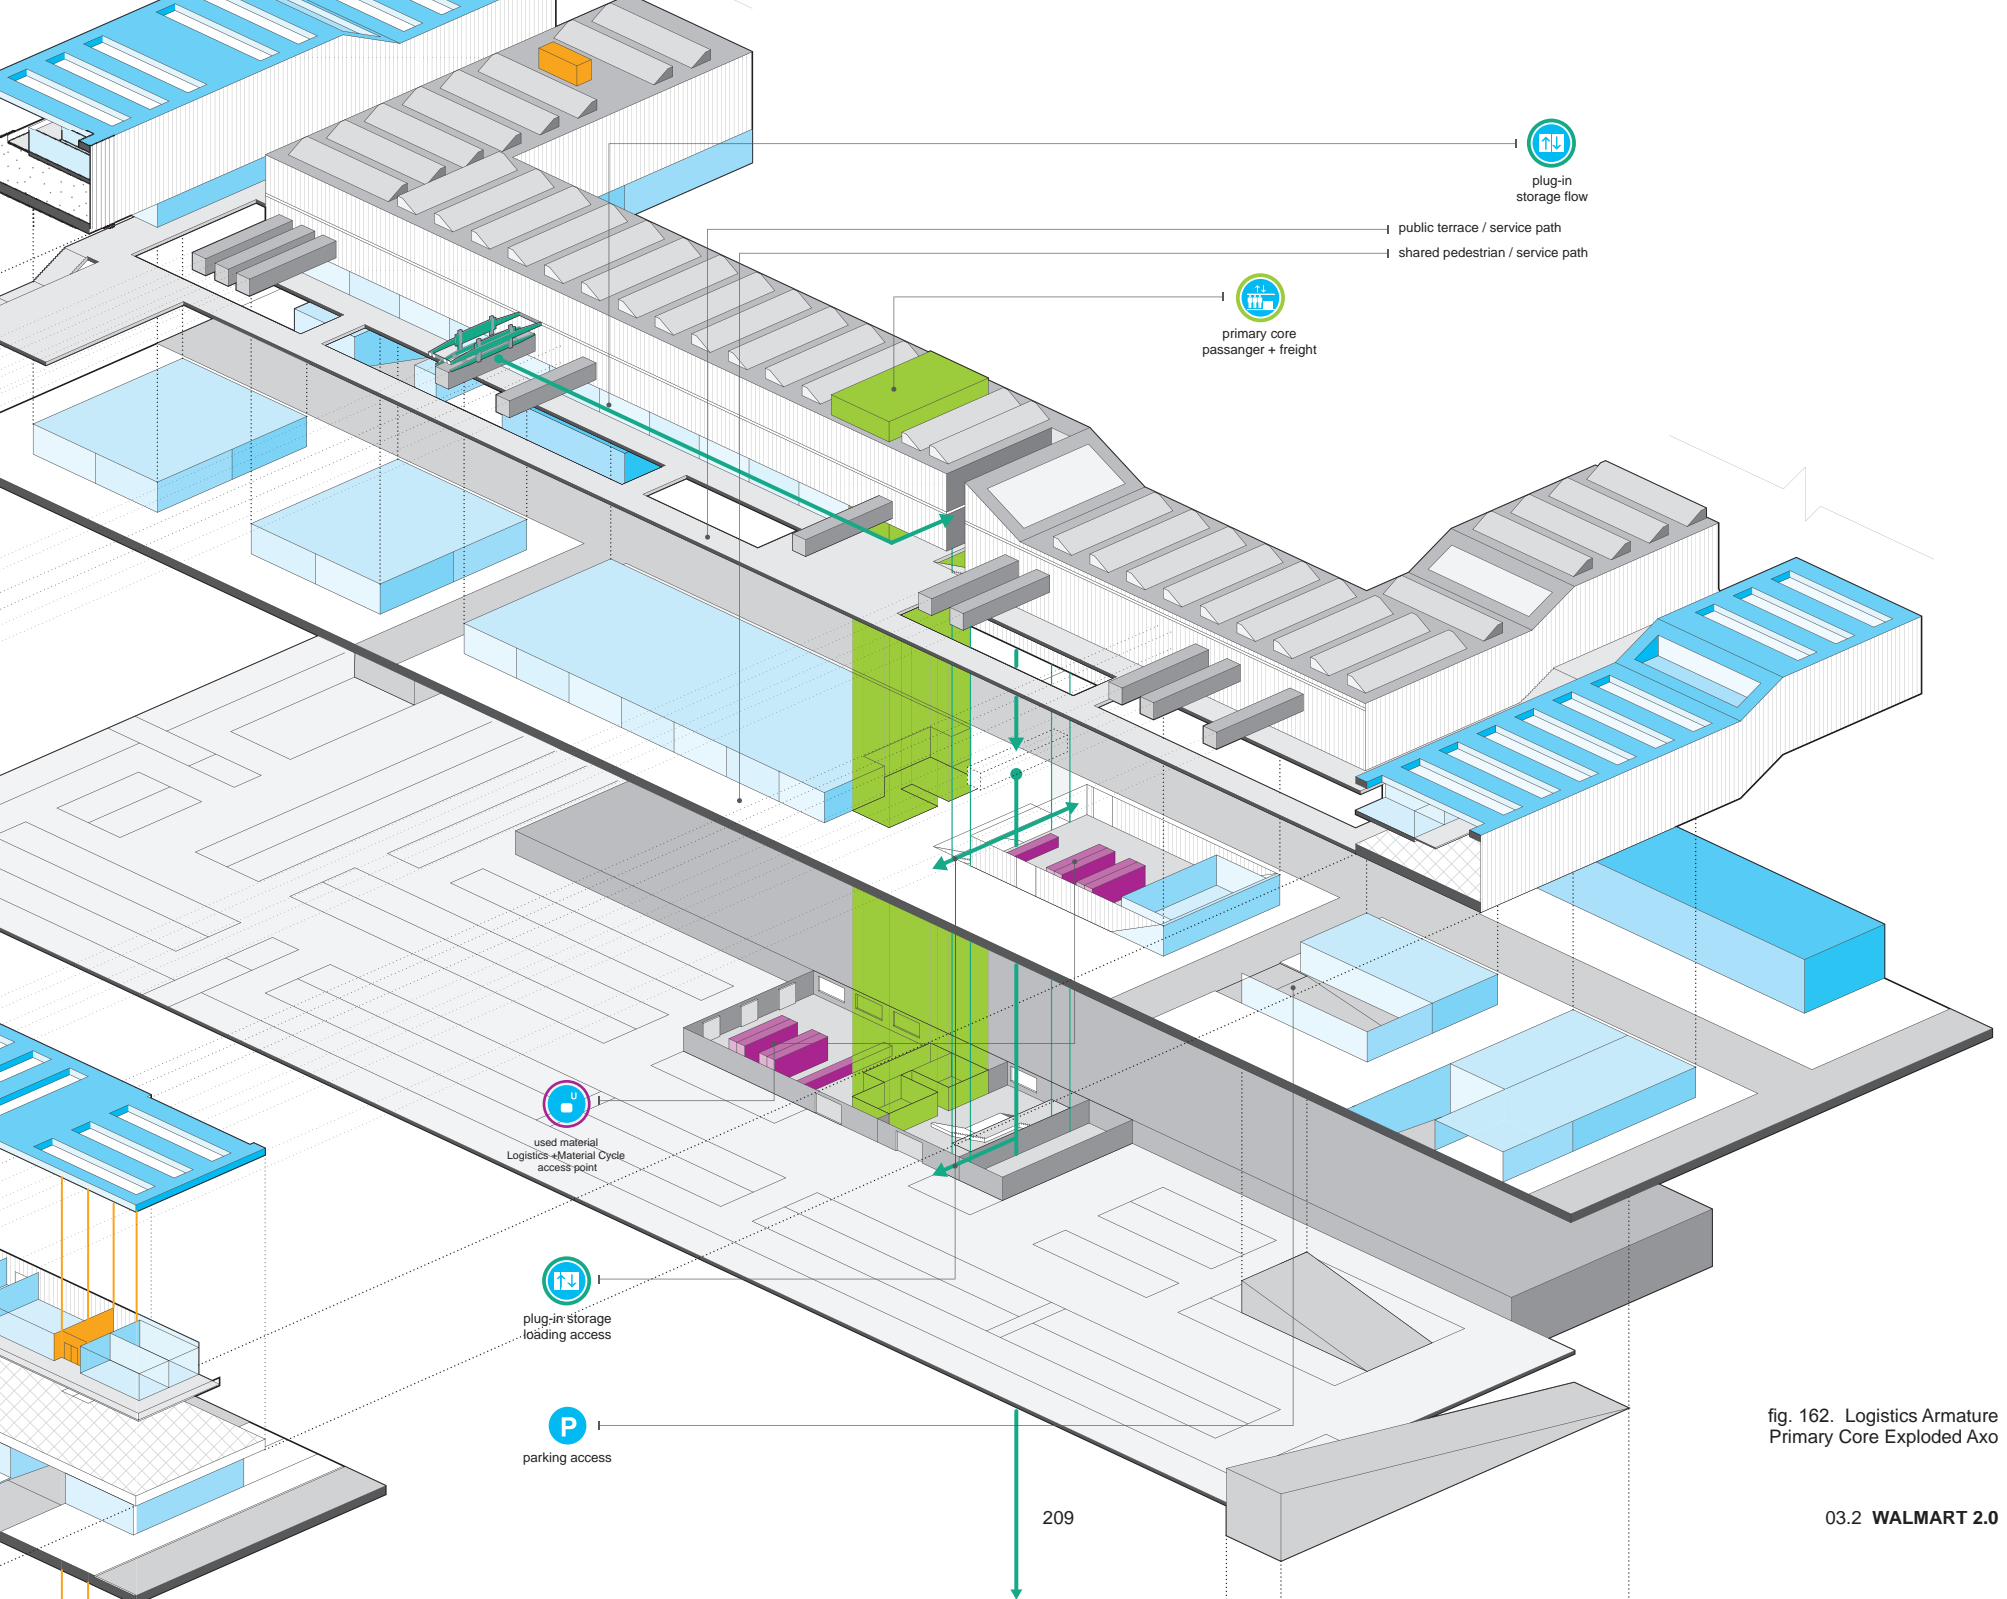 plug-in
storage flow
public terrace / service path
shared pedestrian / service path
primary core
passanger + freight
U
used material
Logistics +Material Cycle
access point
plug-in storage
loading access
P
parking access
fig. 162.  Logistics Armature
Primary Core Exploded Axo
209
03.2 WALMART 2.0